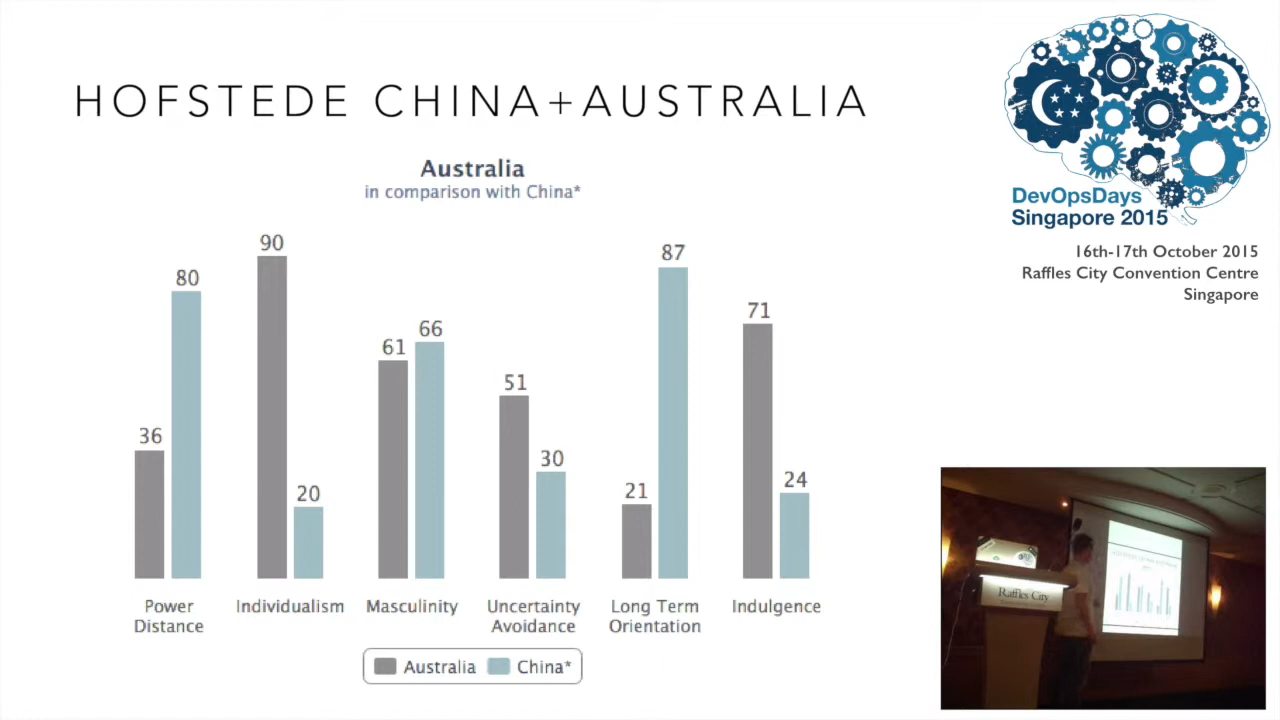 HOFSTEDE CHINA+AUSTRALIA
Australia
in comparison with China*
36
80
90
20
61
66
51
30
21
87
71
24
Power
Distance
Individualism
Masculinity
Uncertainty
Avoidance
Long Term
Orientation
Indulgence
Australia
China*
DevOpsDays
Singapore 2015
16th-17th October 2015
Raffles City Convention Centre
Singapore
Raffles City